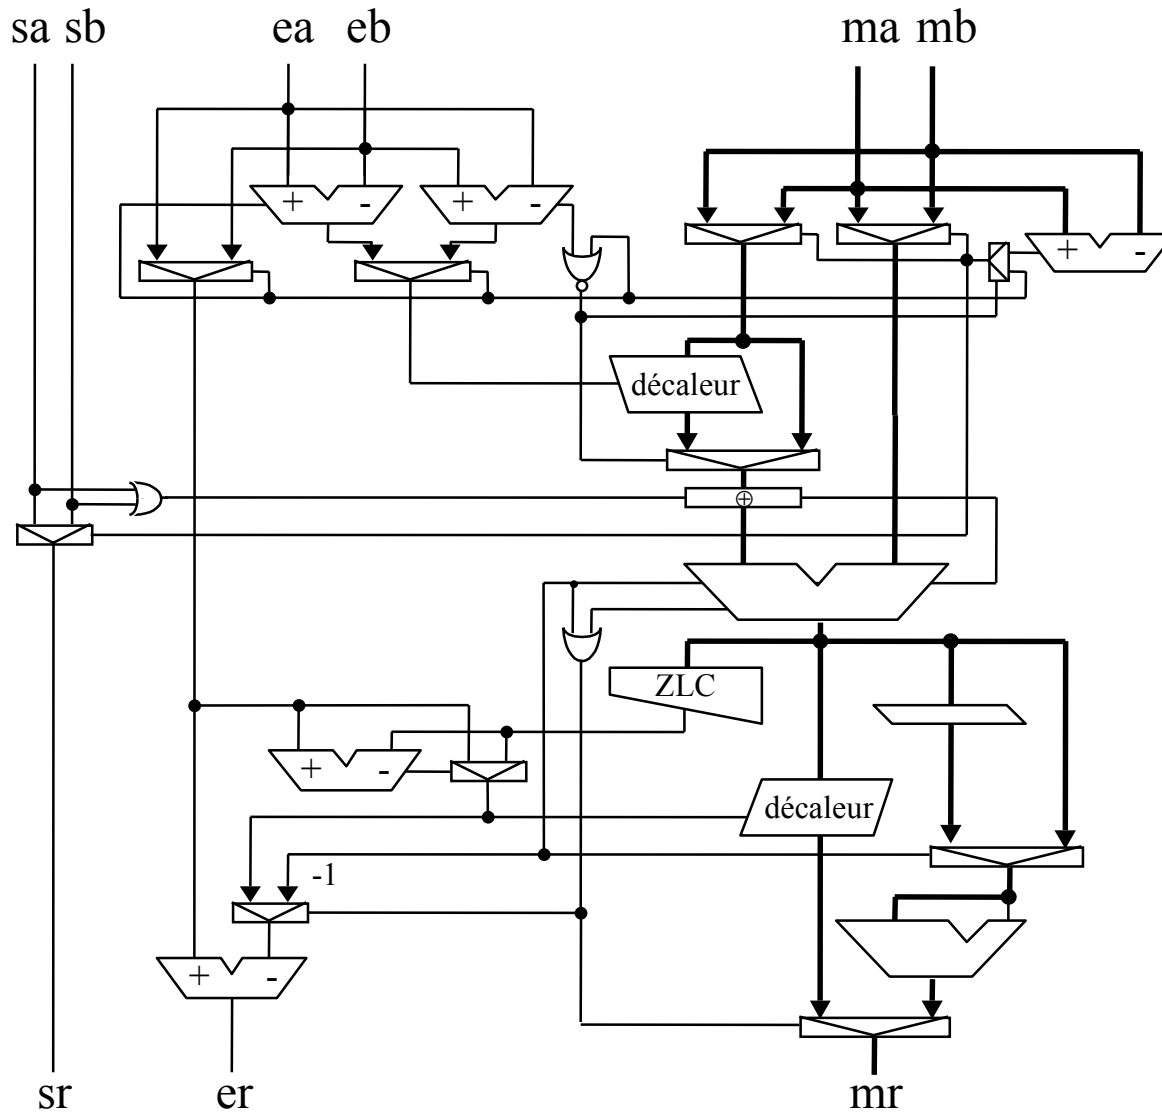 sa sb ea eb ma mb
+ - + -
+ -
décaleur
⊕
ZLC
+ -
décaleur
-1
+ -
sr er mr